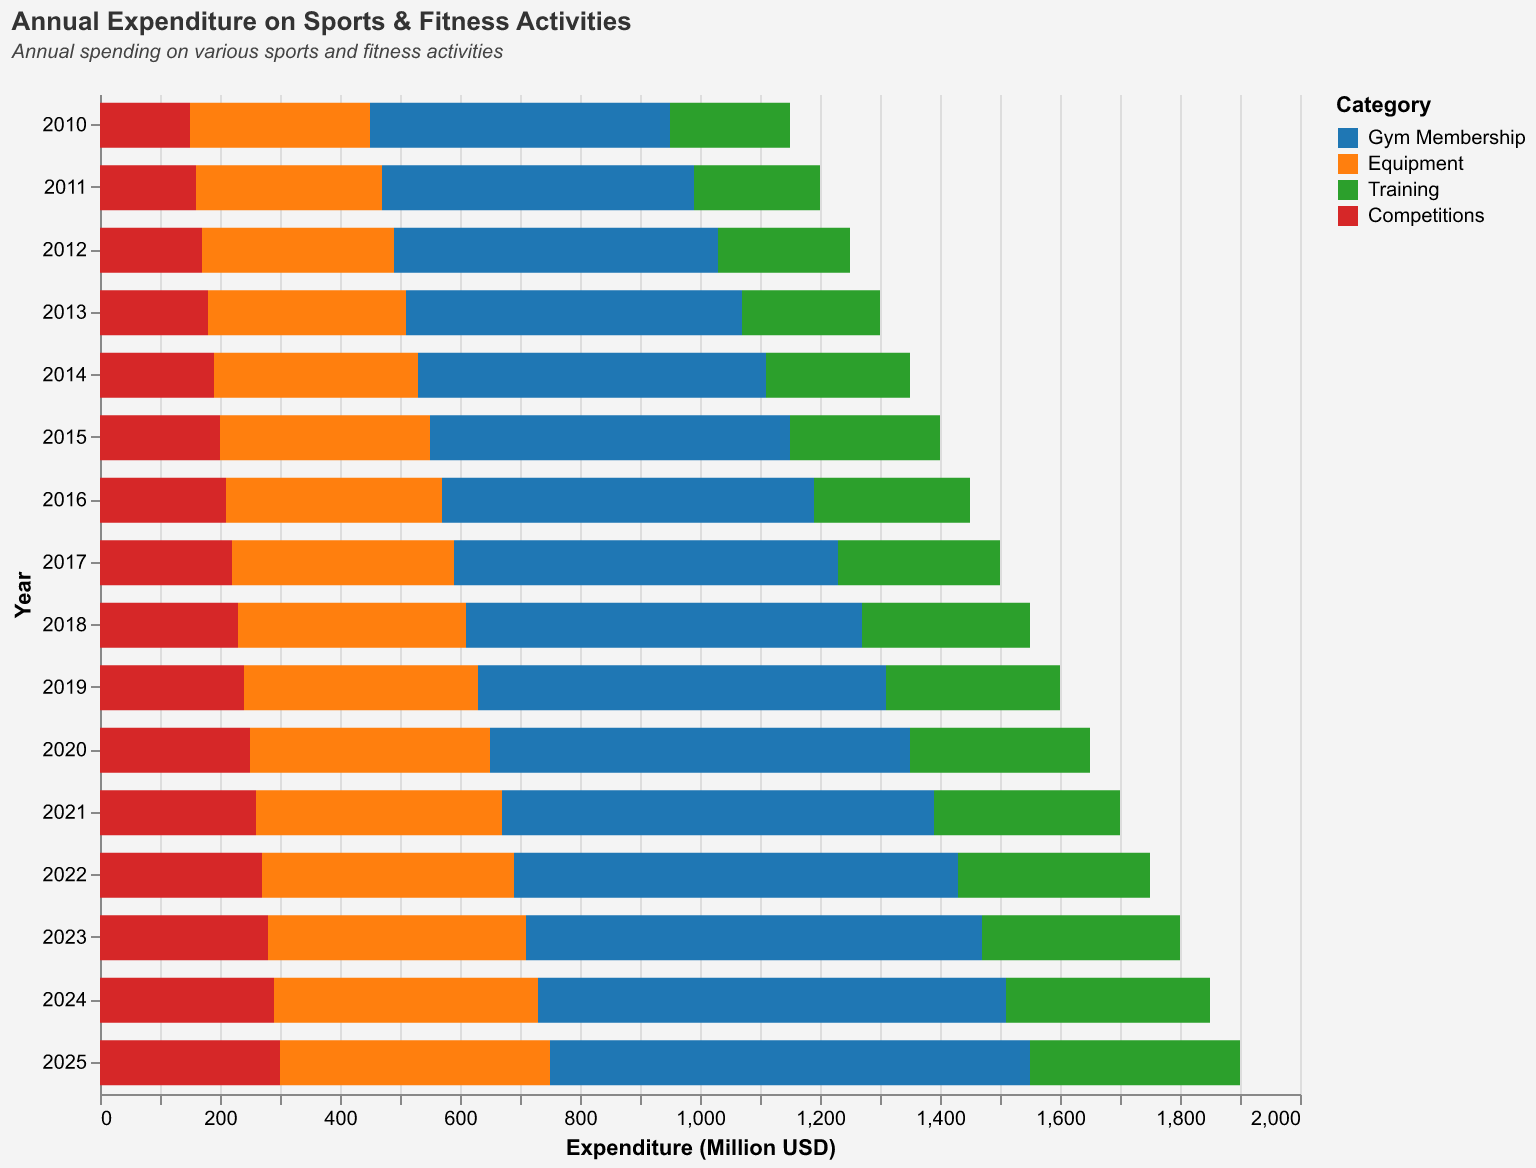 Annual Expenditure on Sports & Fitness Activities
Annual spending on various sports and fitness activities
Category
Gym Membership
Equipment
Training
Competitions
Year
2010
2011
2012
2013
2014
2015
2016
2017
2018
2019
2020
2021
2022
2023
2024
2025
0 200 400 600 800 1,000 1,200 1,400 1,600 1,800 2,000
Expenditure (Million USD)